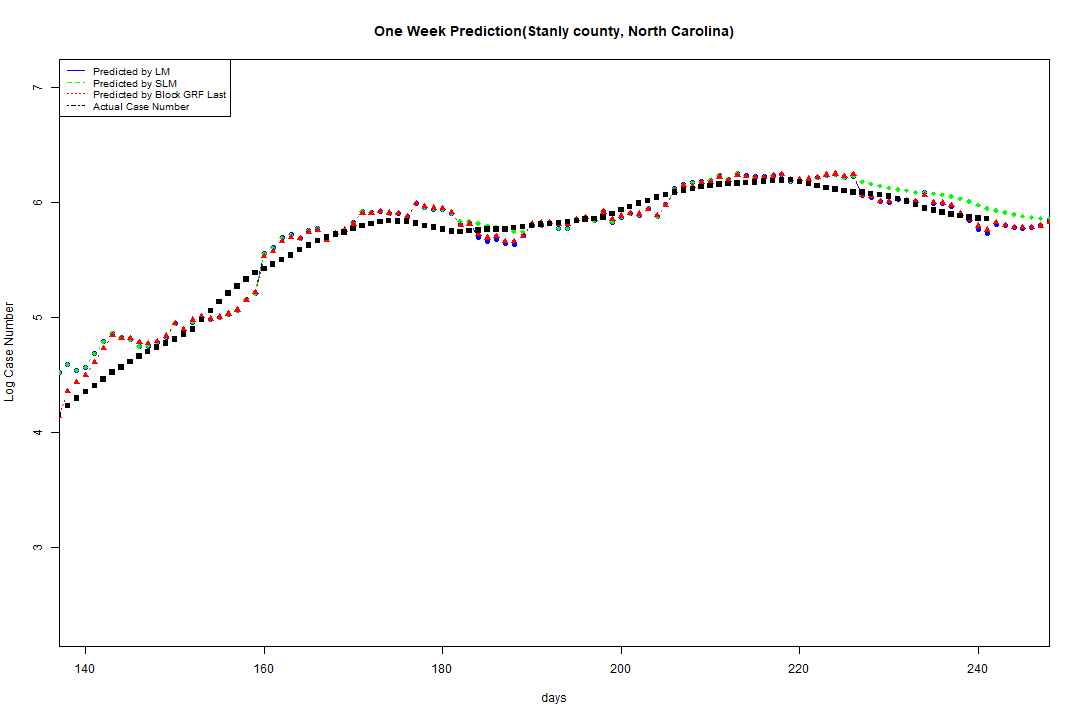 One Week Prediction(Stanly county, North Carolina)
Predicted by LM
Predicted by SLM
Predicted by Block GRF Last
Actual Case Number
7
6
5
4
3
Log Case Number
140 160 180 200 220 240
days